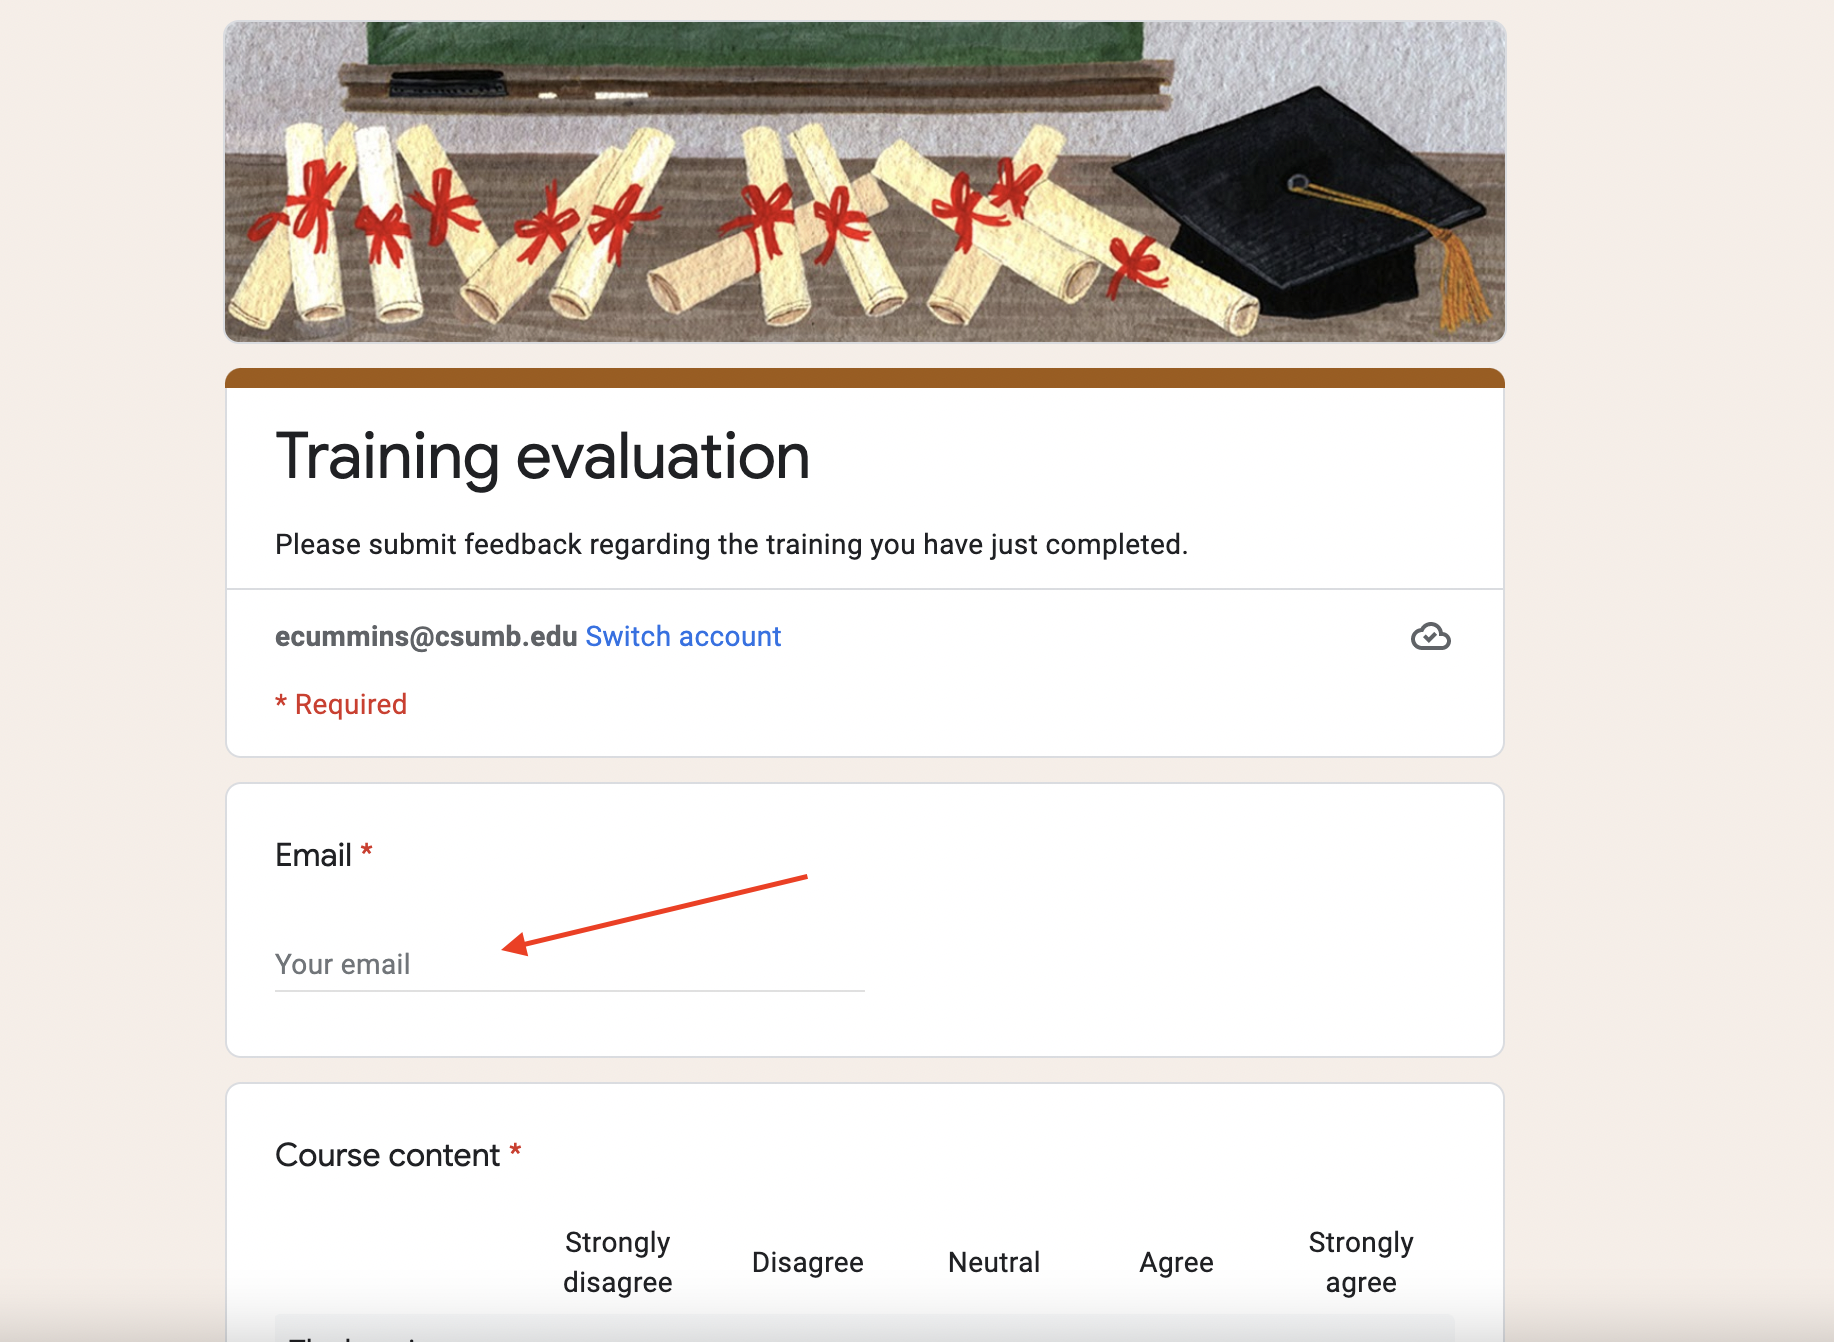 Training evaluation
Please submit feedback regarding the training you have just completed.
ecummins@csumb.edu Switch account
* Required
Email *
Your email
Course content *
Strongly disagree Disagree Neutral Agree Strongly agree